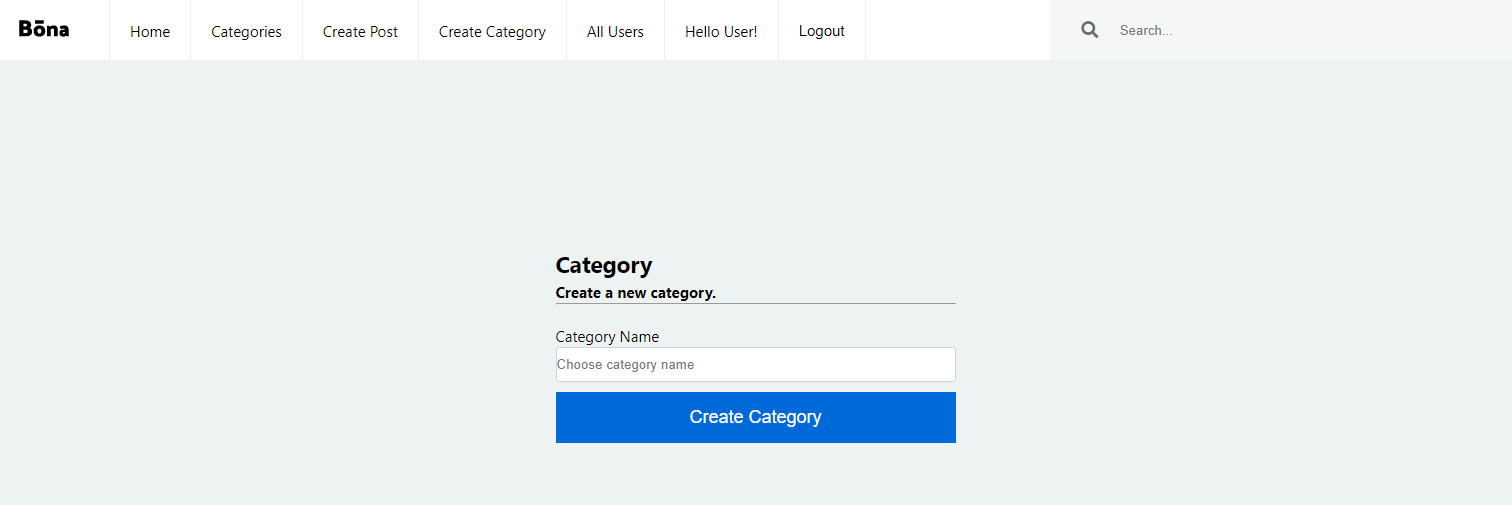 Bōna Home Categories Create Post Create Category All Users Hello User! Logout Search...
Category
Create a new category.
Category Name
Choose category name
Create Category